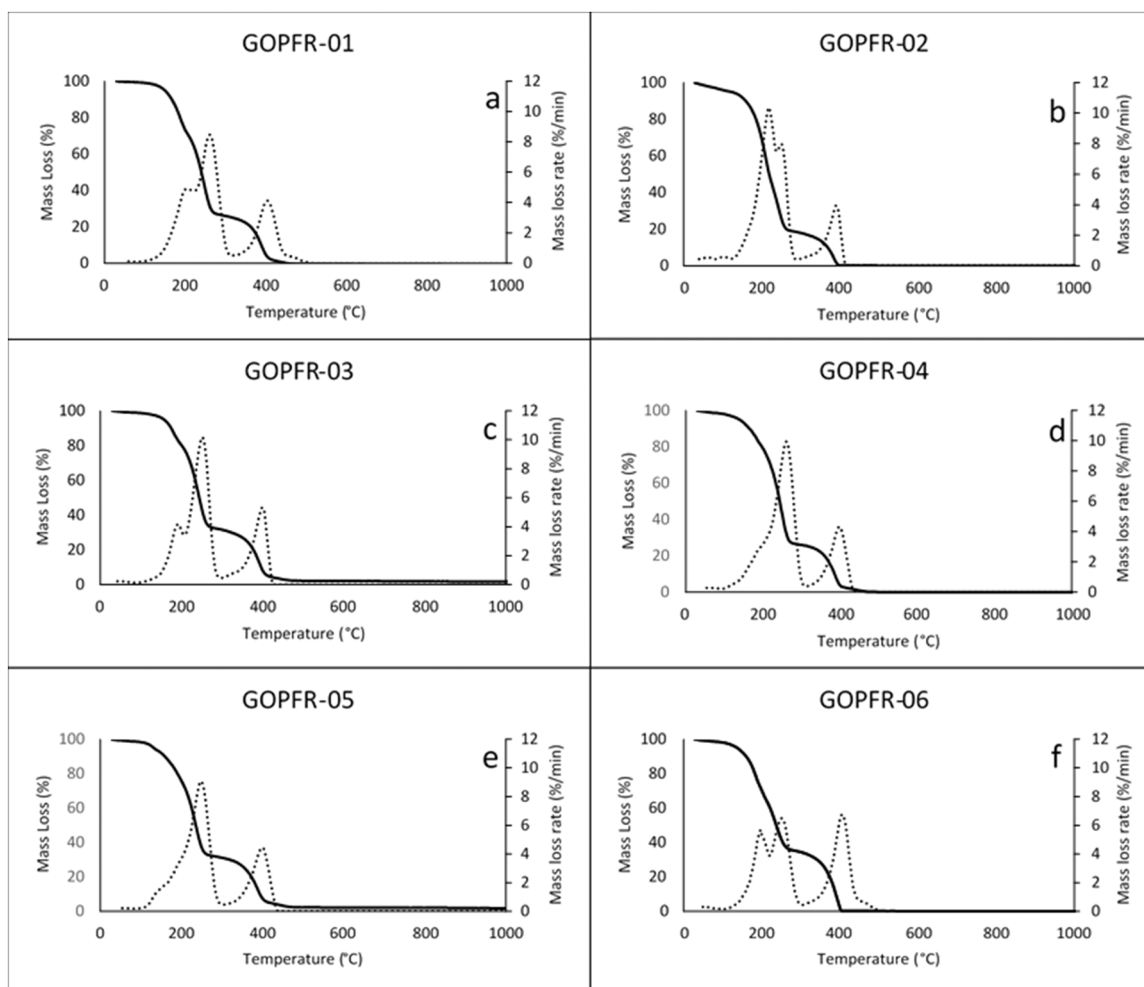 GOPFR-01
a
100
80
60
40
20
0
12
10
8
6
4
2
0
0 200 400 600 800 1000
Mass Loss (%)
Mass loss rate (%/min)
Temperature (°C)
GOPFR-02
b
100
80
60
40
20
0
12
10
8
6
4
2
0
0 200 400 600 800 1000
Mass Loss (%)
Mass loss rate (%/min)
Temperature (°C)
GOPFR-03
c
100
80
60
40
20
0
12
10
8
6
4
2
0
0 200 400 600 800 1000
Mass Loss (%)
Mass loss rate (%/min)
Temperature (°C)
GOPFR-04
d
100
80
60
40
20
0
12
10
8
6
4
2
0
0 200 400 600 800 1000
Mass Loss (%)
Mass loss rate (%/min)
Temperature (°C)
GOPFR-05
e
100
80
60
40
20
0
12
10
8
6
4
2
0
0 200 400 600 800 1000
Mass Loss (%)
Mass loss rate (%/min)
Temperature (°C)
GOPFR-06
f
100
80
60
40
20
0
12
10
8
6
4
2
0
0 200 400 600 800 1000
Mass Loss (%)
Mass loss rate (%/min)
Temperature (°C)